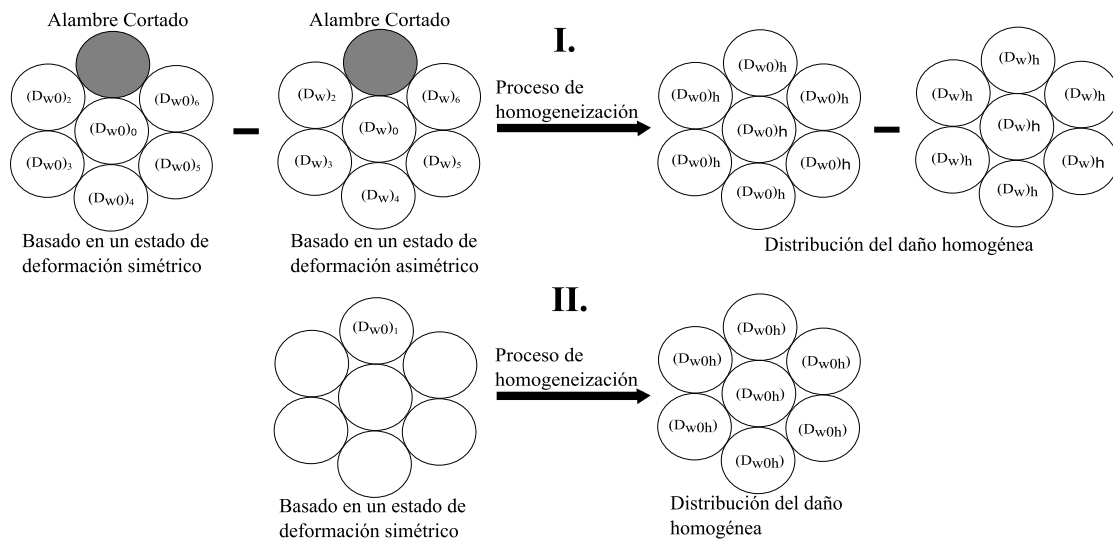 Alambre Cortado
Alambre Cortado
I.
(Dw0)₂
(Dw0)₆
(Dw0)₀
(Dw0)₃
(Dw0)₅
(Dw0)₄
(Dw)₂
(Dw)₆
(Dw)₀
(Dw)₃
(Dw)₅
(Dw)₄
Proceso de
homogeneización
(Dw0)h
(Dw0)h
(Dw0)h
(Dw0)h
(Dw0)h
(Dw0)h
(Dw0)h
(Dw)h
(Dw)h
(Dw)h
(Dw)h
(Dw)h
(Dw)h
(Dw)h
Basado en un estado de
deformación simétrico
Basado en un estado de
deformación asimétrico
Distribución del daño homogénea
II.
(Dw0)₁
Proceso de
homogeneización
(Dw0h)
(Dw0h)
(Dw0h)
(Dw0h)
(Dw0h)
(Dw0h)
(Dw0h)
Basado en un estado de
deformación simétrico
Distribución del daño
homogénea